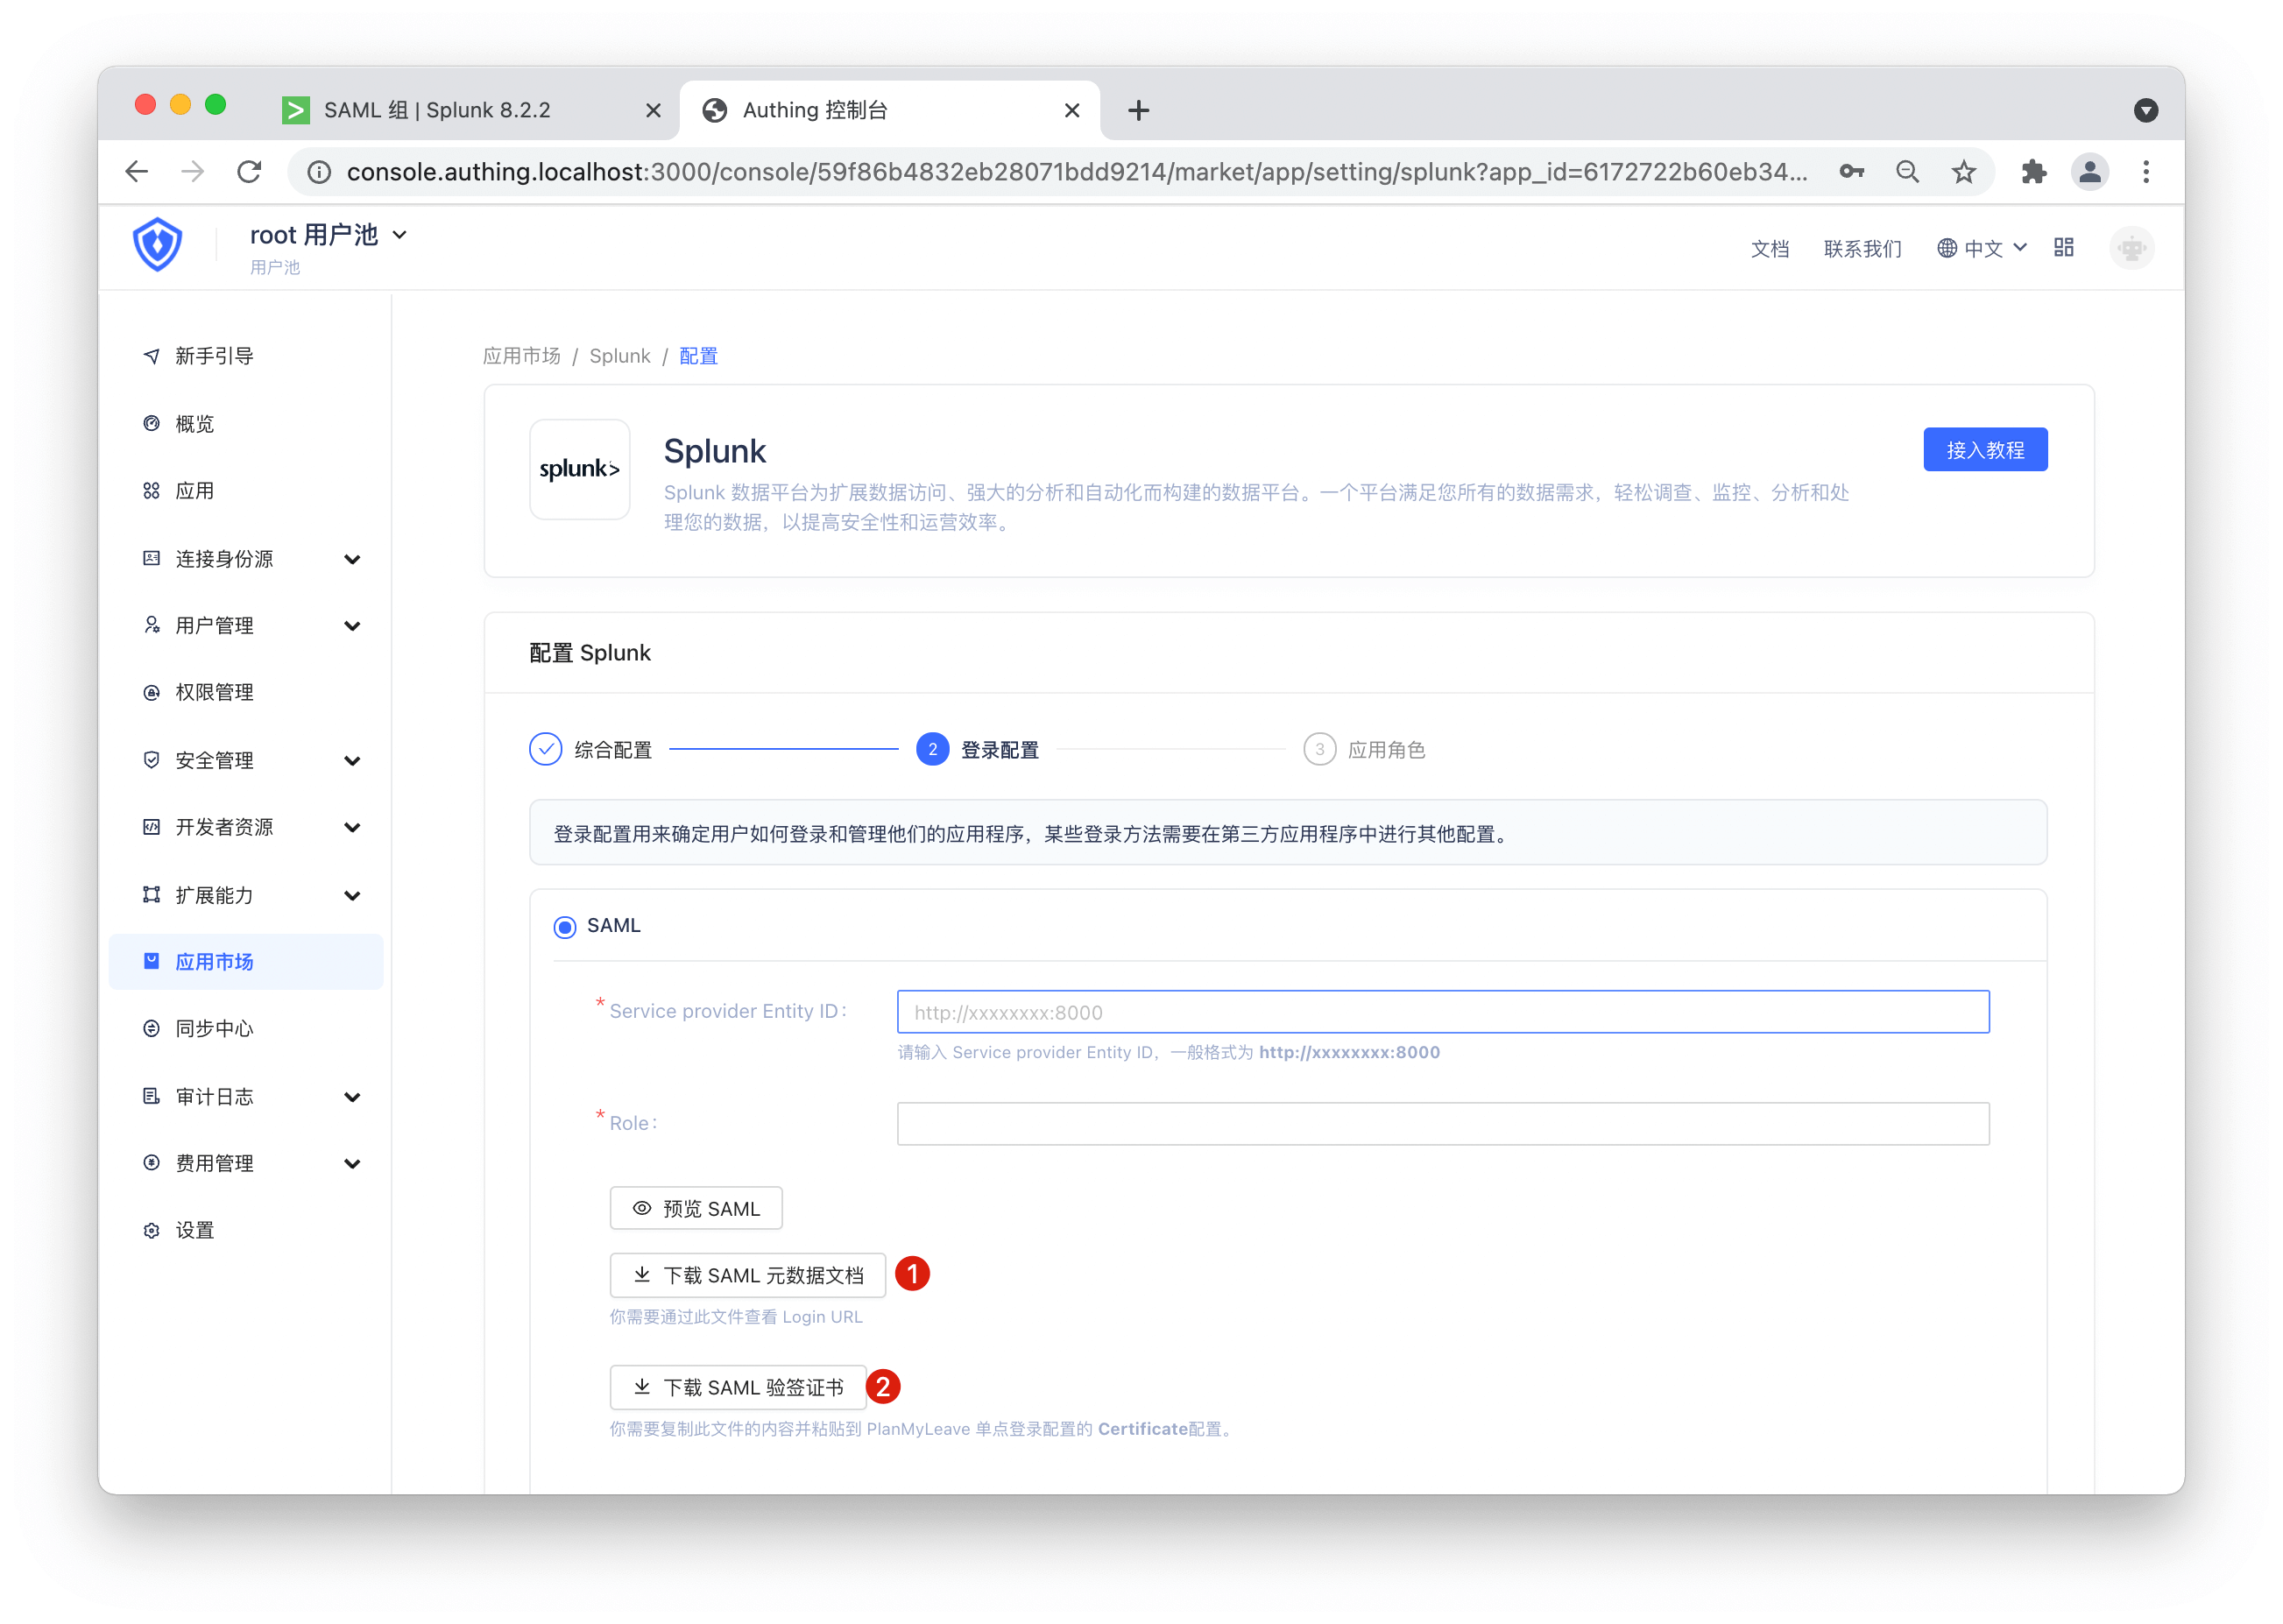 SAML 组 | Splunk 8.2.2
Authing 控制台
console.authing.localhost:3000/console/59f86b4832eb28071bdd9214/market/app/setting/splunk?app_id=6172722b60eb34...
root 用户池
用户池
文档
联系我们
中文
新手引导
概览
应用
连接身份源
用户管理
权限管理
安全管理
开发者资源
扩展能力
应用市场
同步中心
审计日志
费用管理
设置
应用市场 / Splunk / 配置
splunk>
Splunk
Splunk 数据平台为扩展数据访问、强大的分析和自动化而构建的数据平台。一个平台满足您所有的数据需求，轻松调查、监控、分析和处
理您的数据，以提高安全性和运营效率。
接入教程
配置 Splunk
综合配置
2 登录配置
3 应用角色
登录配置用来确定用户如何登录和管理他们的应用程序，某些登录方法需要在第三方应用程序中进行其他配置。
SAML
* Service provider Entity ID：
http://xxxxxxxx:8000
请输入 Service provider Entity ID，一般格式为 http://xxxxxxxx:8000
* Role：
预览 SAML
下载 SAML 元数据文档 1
你需要通过此文件查看 Login URL
下载 SAML 验签证书 2
你需要复制此文件的内容并粘贴到 PlanMyLeave 单点登录配置的 Certificate配置。